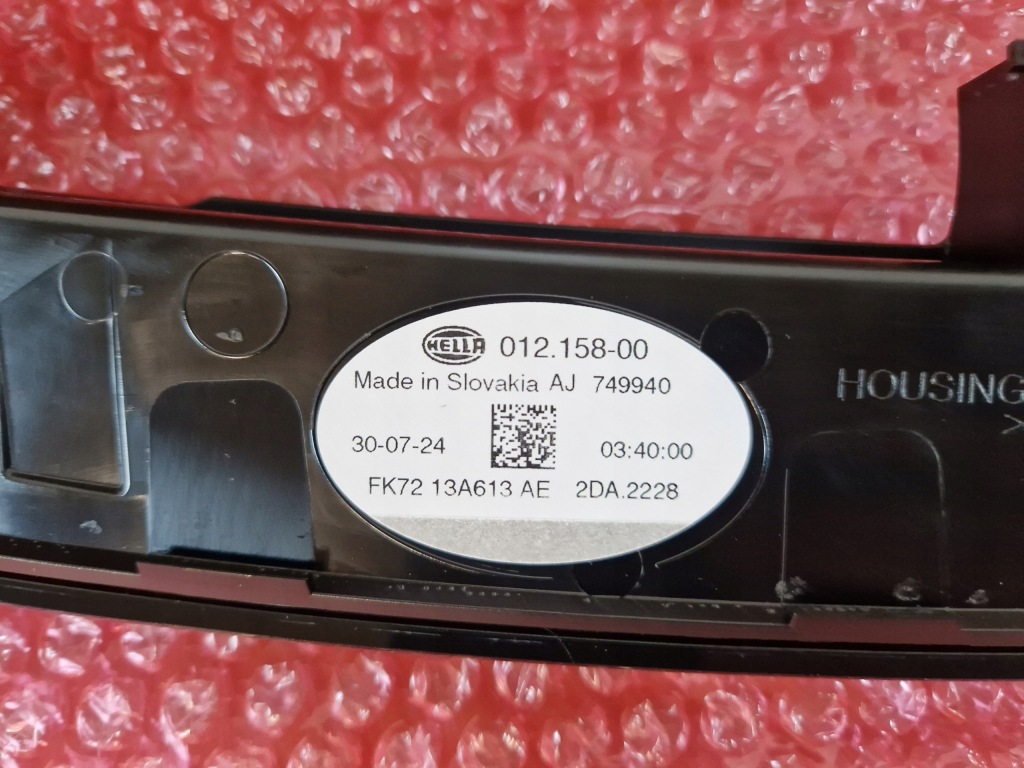 HELLA 012.158-00
Made in Slovakia AJ 749940
30-07-24 03:40:00
FK72 13A613 AE 2DA.2228
HOUSING